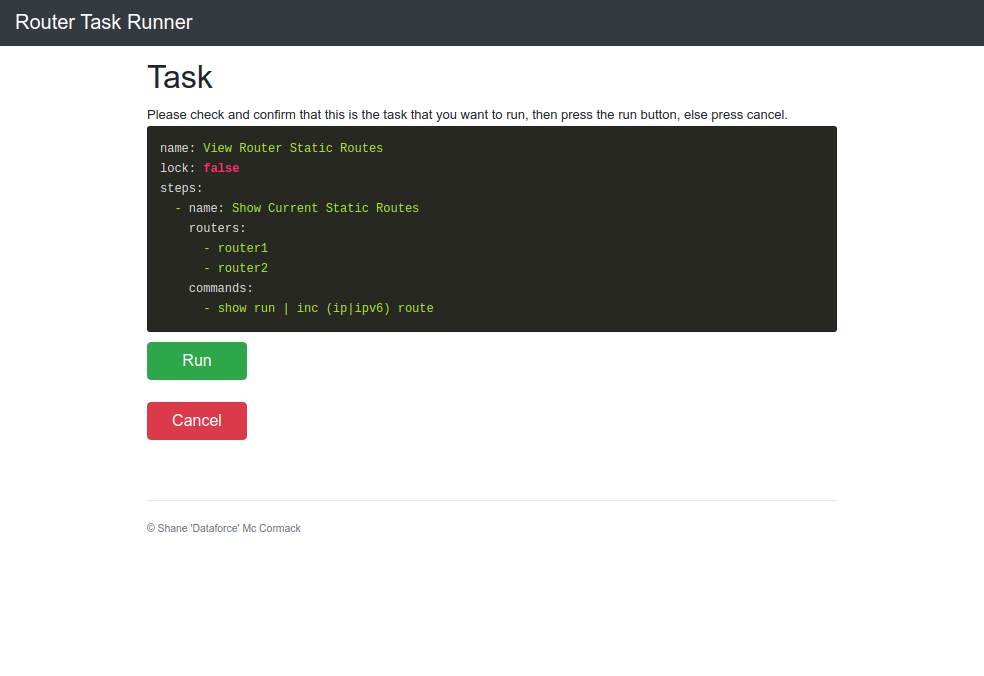 Router Task Runner
Task
Please check and confirm that this is the task that you want to run, then press the run button, else press cancel.
name: View Router Static Routes
lock: false
steps:
  - name: Show Current Static Routes
    routers:
      - router1
      - router2
    commands:
      - show run | inc (ip|ipv6) route
Run
Cancel
© Shane 'Dataforce' Mc Cormack